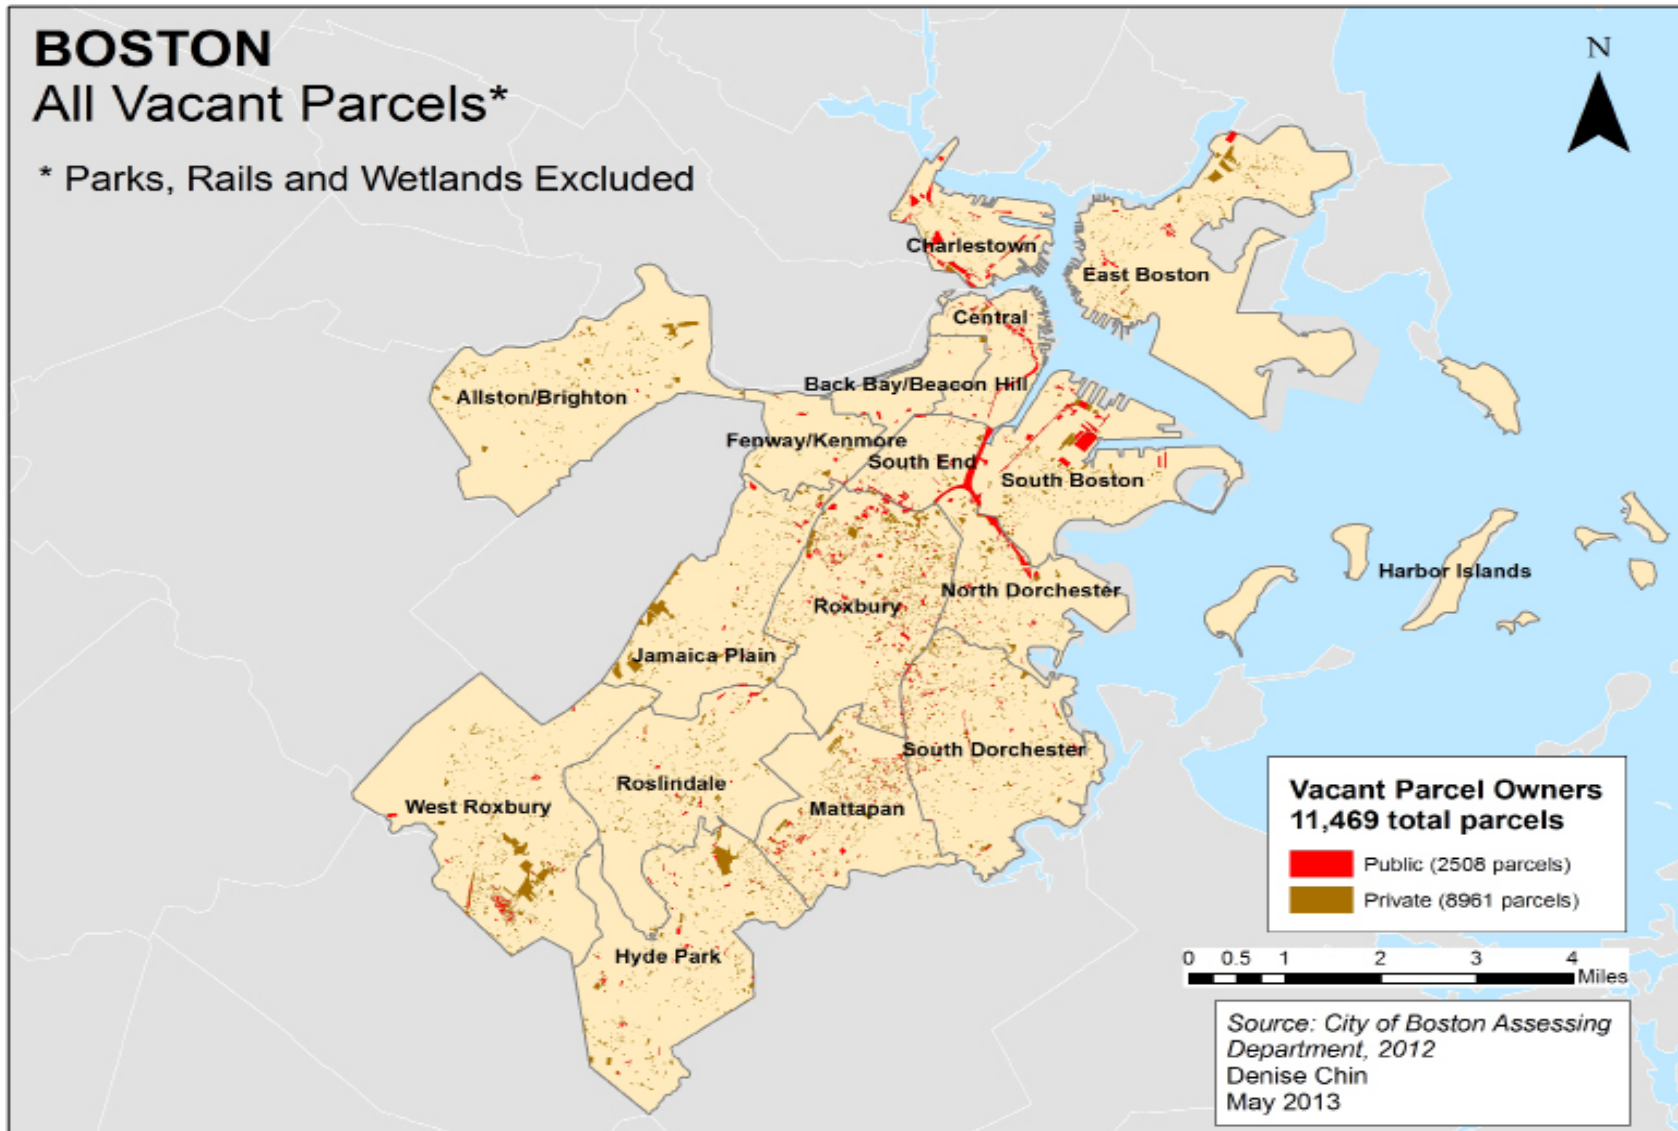 BOSTON
All Vacant Parcels*
* Parks, Rails and Wetlands Excluded
N
Charlestown
East Boston
Central
Back Bay/Beacon Hill
Allston/Brighton
Fenway/Kenmore
South End
South Boston
Harbor Islands
North Dorchester
Roxbury
Jamaica Plain
South Dorchester
Roslindale
West Roxbury
Mattapan
Hyde Park
Vacant Parcel Owners
11,469 total parcels
Public (2508 parcels)
Private (8961 parcels)
0 0.5 1 2 3 4
Miles
Source: City of Boston Assessing
Department, 2012
Denise Chin
May 2013